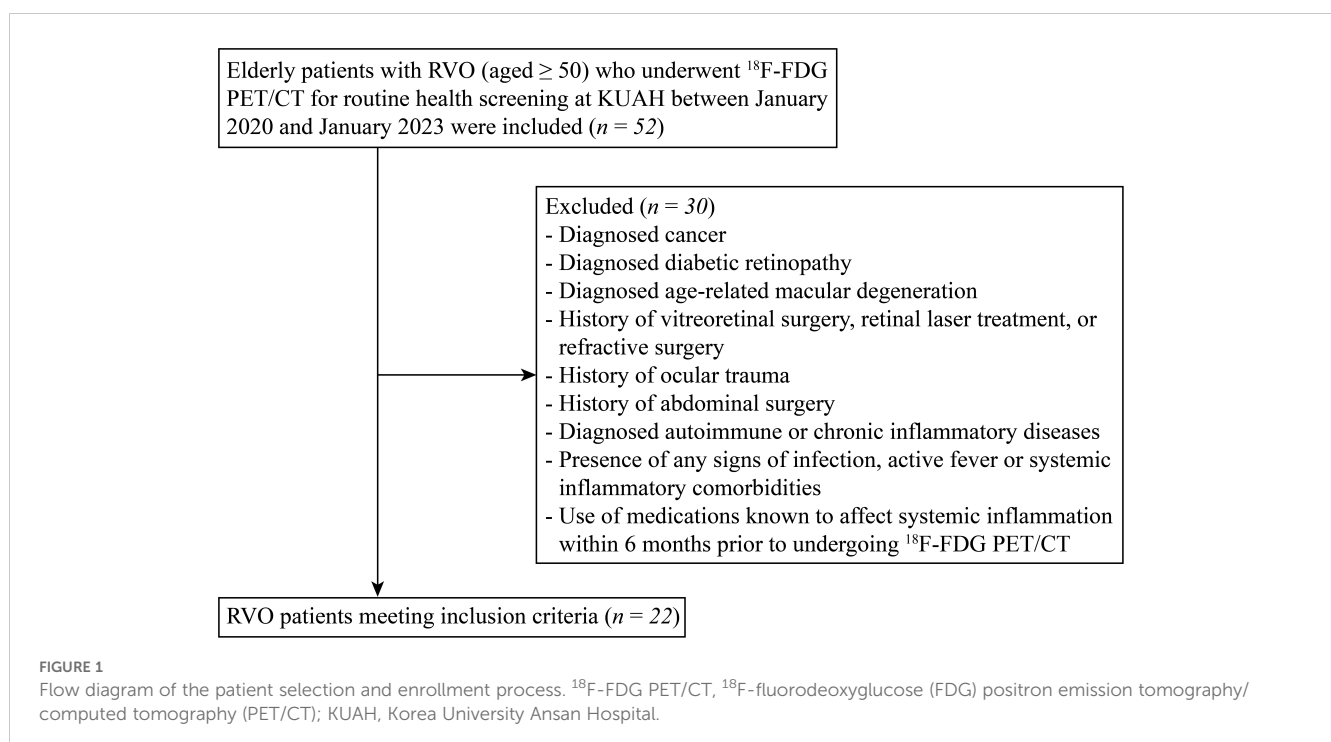 Elderly patients with RVO (aged ≥ 50) who underwent ¹⁸F-FDG
PET/CT for routine health screening at KUAH between January
2020 and January 2023 were included (n = 52)
Excluded (n = 30)
- Diagnosed cancer
- Diagnosed diabetic retinopathy
- Diagnosed age-related macular degeneration
- History of vitreoretinal surgery, retinal laser treatment, or
refractive surgery
- History of ocular trauma
- History of abdominal surgery
- Diagnosed autoimmune or chronic inflammatory diseases
- Presence of any signs of infection, active fever or systemic
inflammatory comorbidities
- Use of medications known to affect systemic inflammation
within 6 months prior to undergoing ¹⁸F-FDG PET/CT
RVO patients meeting inclusion criteria (n = 22)
FIGURE 1
Flow diagram of the patient selection and enrollment process. ¹⁸F-FDG PET/CT, ¹⁸F-fluorodeoxyglucose (FDG) positron emission tomography/
computed tomography (PET/CT); KUAH, Korea University Ansan Hospital.